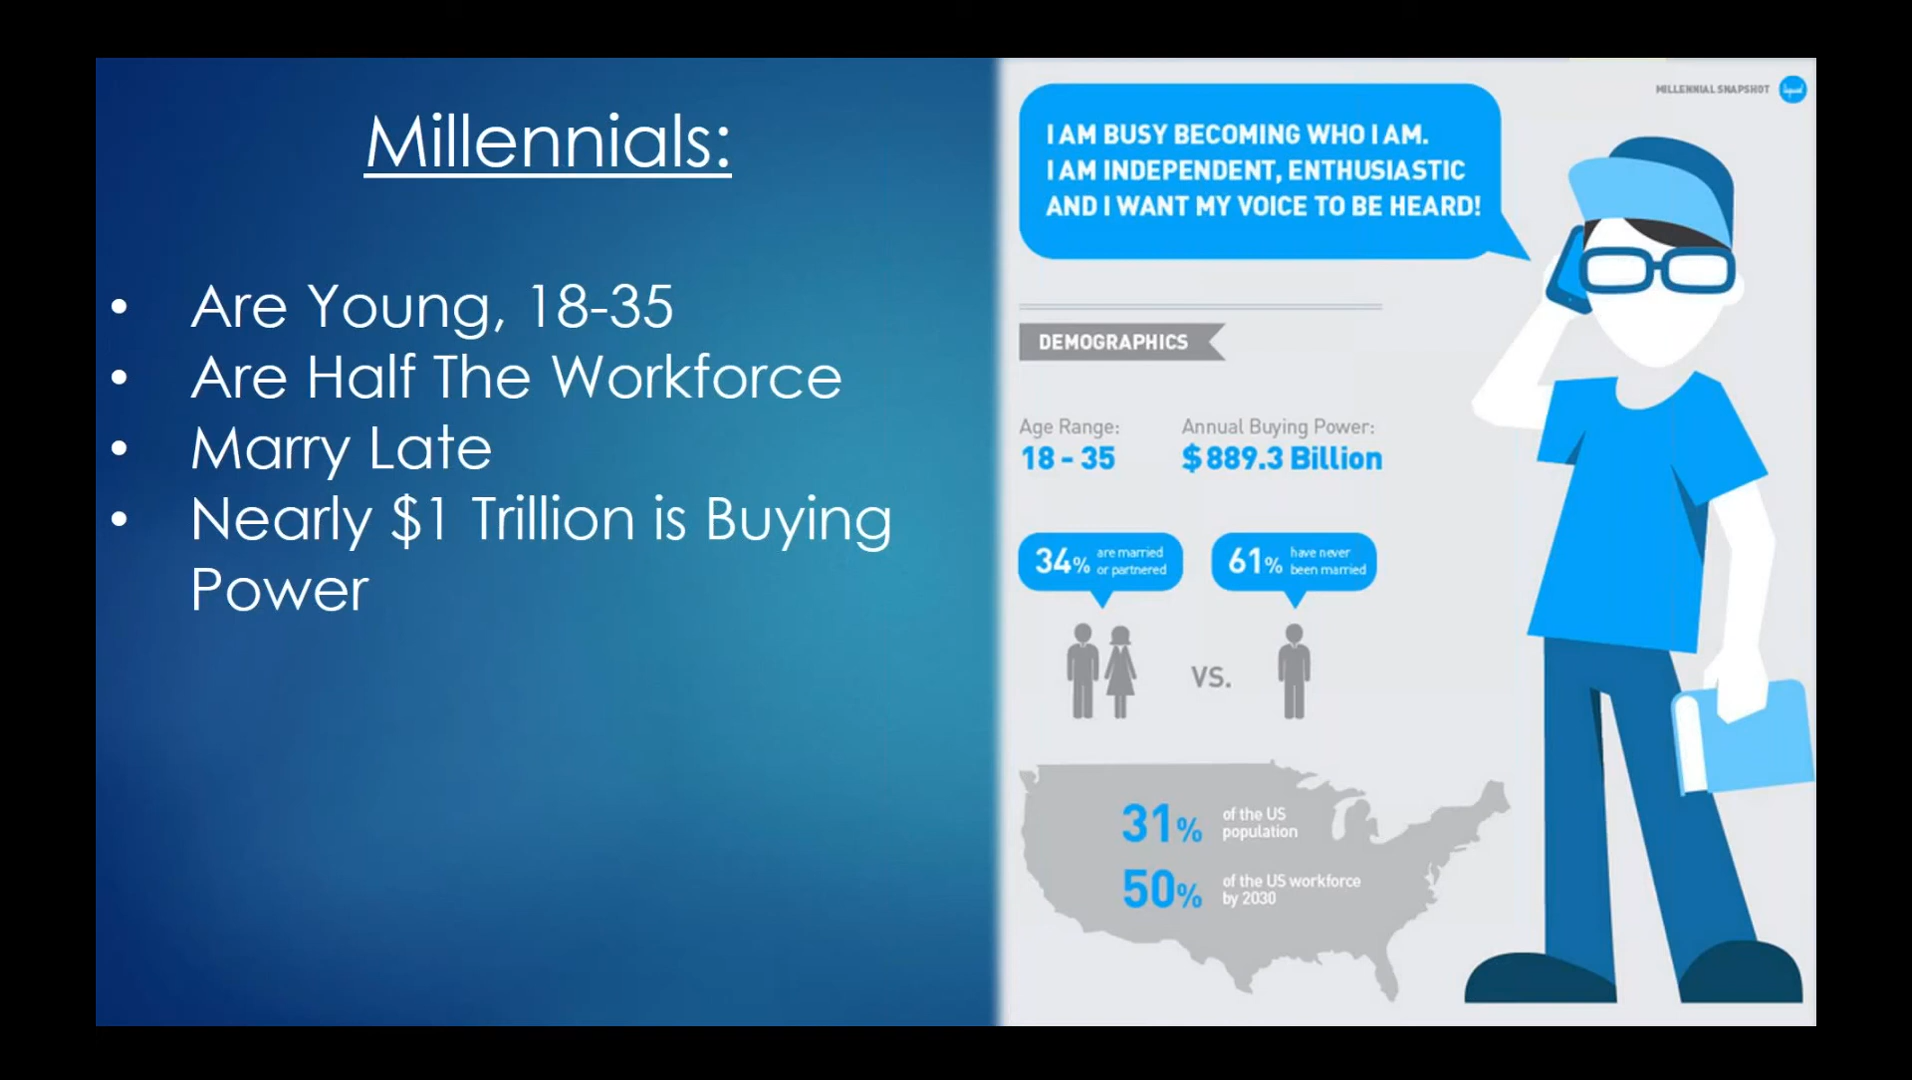 Millennials:
• Are Young, 18-35
• Are Half The Workforce
• Marry Late
• Nearly $1 Trillion is Buying
Power
MILLENNIAL SNAPSHOT
I AM BUSY BECOMING WHO I AM.
I AM INDEPENDENT, ENTHUSIASTIC
AND I WANT MY VOICE TO BE HEARD!
DEMOGRAPHICS
Age Range:
18 - 35
Annual Buying Power:
$889.3 Billion
34% are married
or partnered
61% have never
been married
VS.
31% of the US
population
50% of the US workforce
by 2030